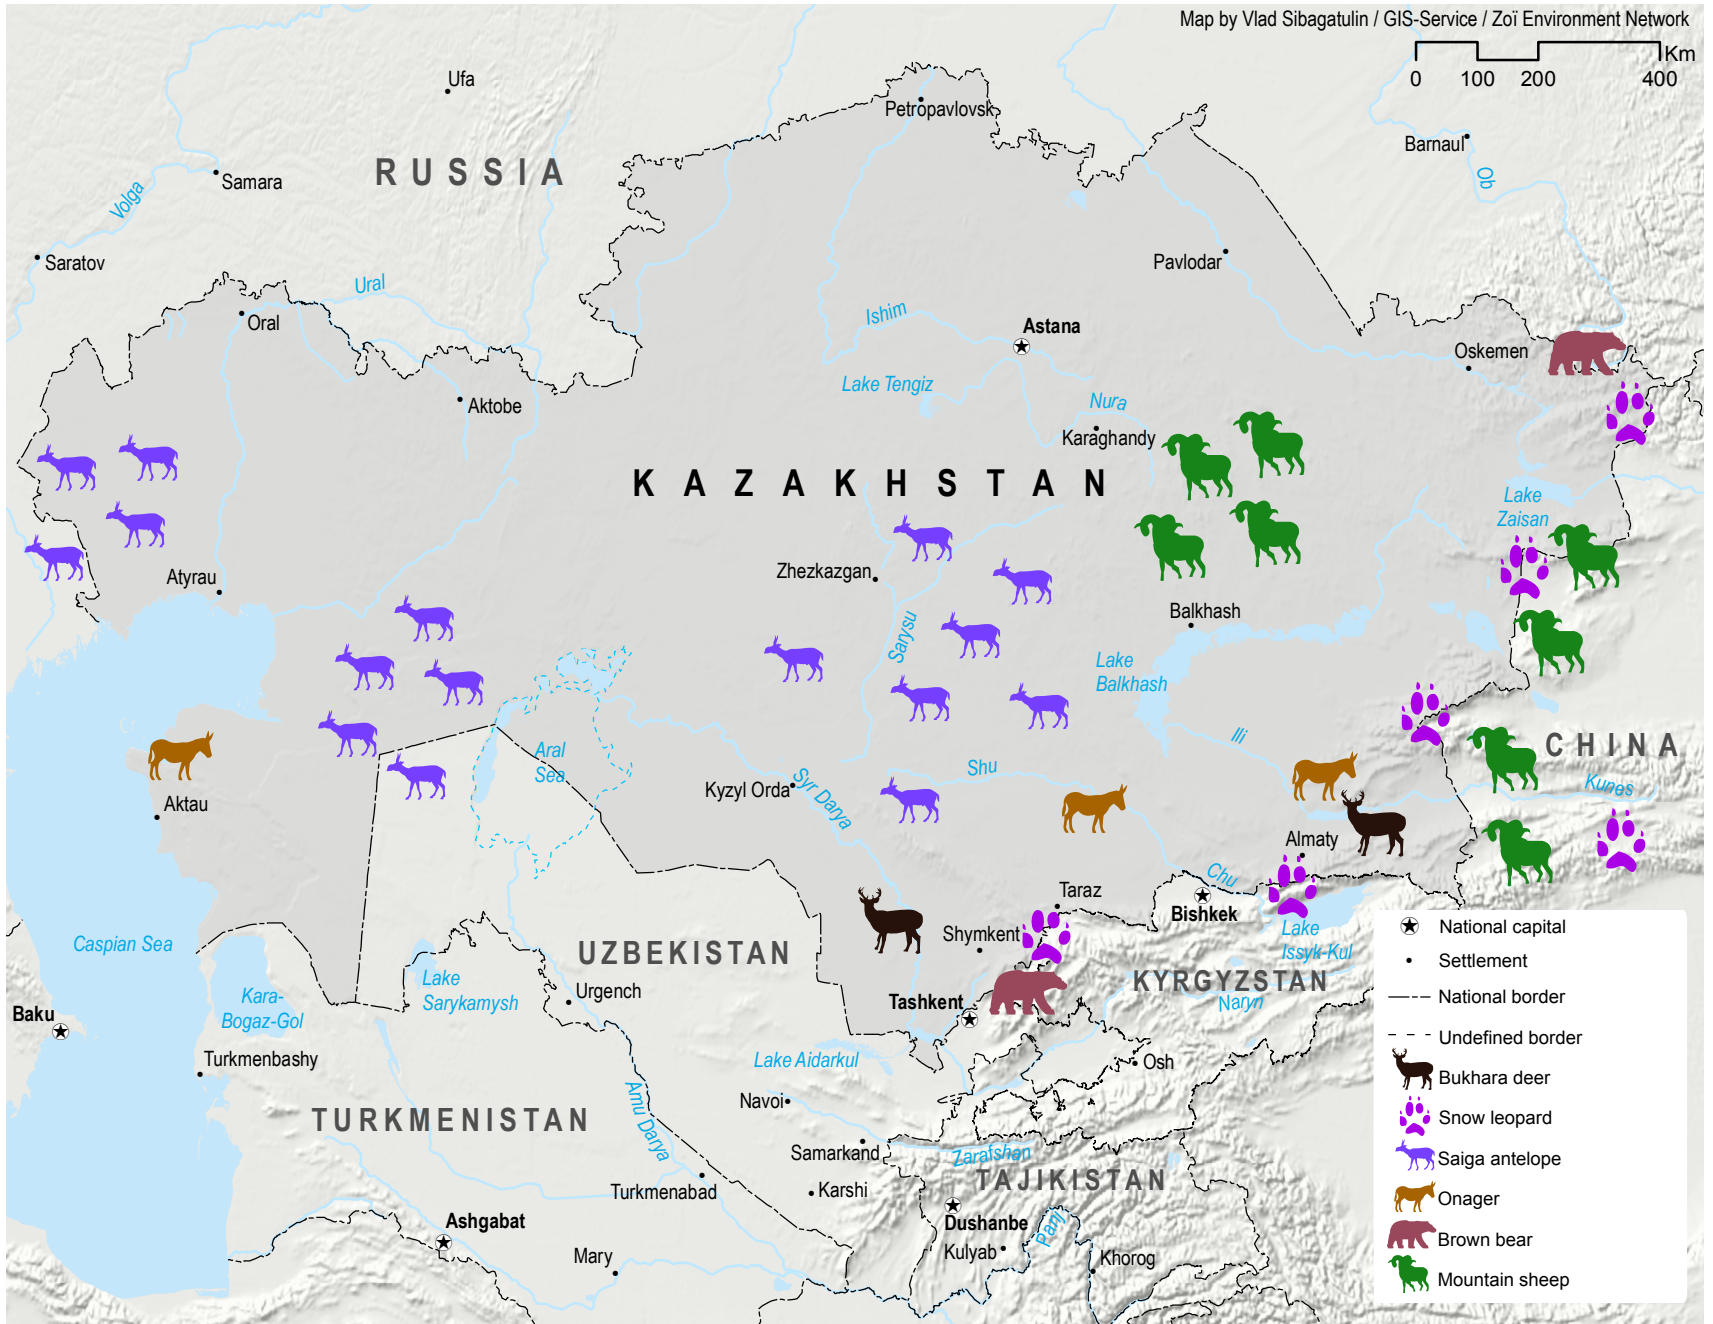 Map by Vlad Sibagatulin / GIS-Service / Zoï Environment Network
Km
0 100 200 400
Ufa
Petropavlovsk
Barnaul
Ob
RUSSIA
Samara
Volga
Saratov
Pavlodar
Ural
Oral
Ishim
Astana
Oskemen
Lake Tengiz
Aktobe
Nura
Karaghandy
KAZAKHSTAN
Lake
Zaisan
Atyrau
Zhezkazgan
Balkhash
Sarysu
Lake
Balkhash
Ili
CHINA
Aral
Sea
Shu
Kunes
Kyzyl Orda
Syr Darya
Aktau
Almaty
Chu
Taraz
Bishkek
Shymkent
Lake
Issyk-Kul
Caspian Sea
UZBEKISTAN
KYRGYZSTAN
Naryn
Lake
Sarykamysh
Urgench
Tashkent
Kara-
Bogaz-Gol
Baku
Turkmenbashy
Lake Aidarkul
Osh
Navoi
TURKMENISTAN
Amu Darya
Samarkand
Zarafshan
TAJIKISTAN
Karshi
Turkmenabad
Ashgabat
Dushanbe
Panj
Kulyab
Mary
Khorog
National capital
Settlement
National border
Undefined border
Bukhara deer
Snow leopard
Saiga antelope
Onager
Brown bear
Mountain sheep